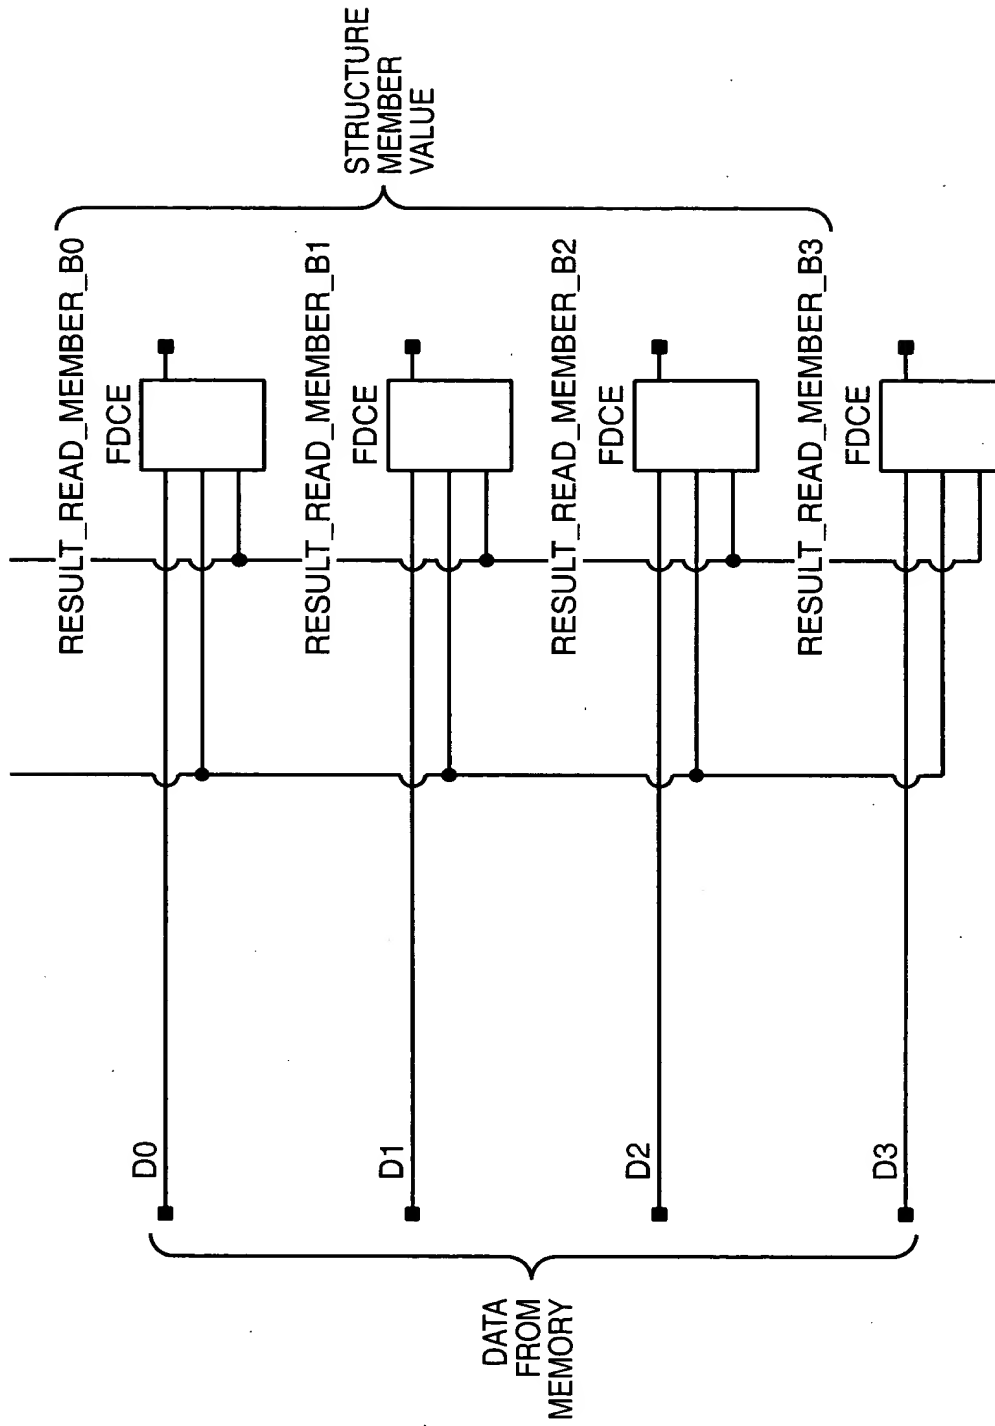 RESULT_READ_MEMBER_B0
FDCE
D0
RESULT_READ_MEMBER_B1
FDCE
D1
RESULT_READ_MEMBER_B2
FDCE
D2
RESULT_READ_MEMBER_B3
FDCE
D3
DATA
FROM
MEMORY
STRUCTURE
MEMBER
VALUE